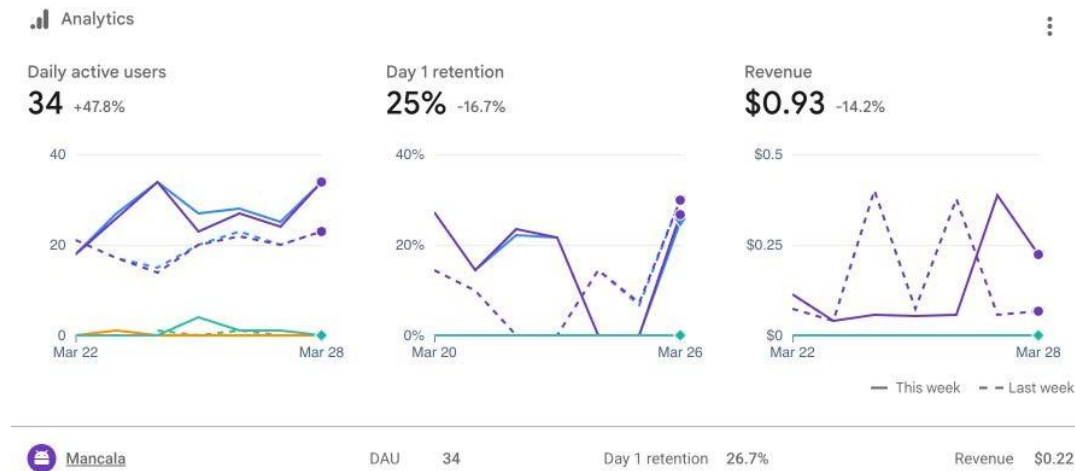 Analytics
Daily active users
34 +47.8%
40
20
0
Mar 22 Mar 28
Day 1 retention
25% -16.7%
40%
20%
0%
Mar 20 Mar 26
Revenue
$0.93 -14.2%
$0.5
$0.25
$0
Mar 22 Mar 28
This week Last week
Mancala DAU 34 Day 1 retention 26.7% Revenue $0.22